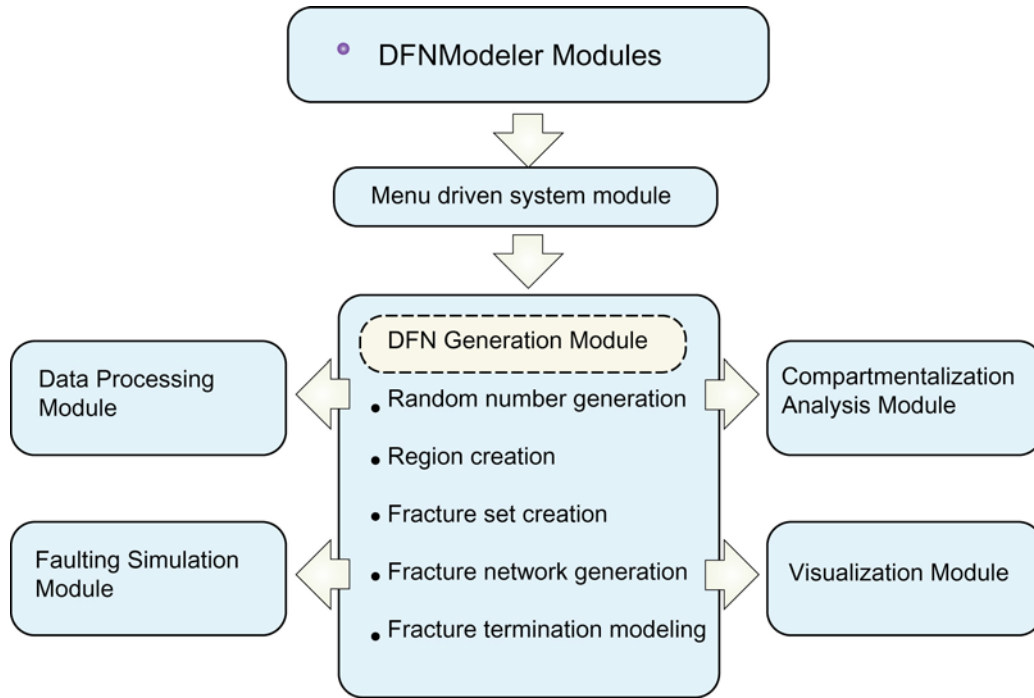 • DFNModeler Modules
Menu driven system module
DFN Generation Module
• Random number generation
• Region creation
• Fracture set creation
• Fracture network generation
• Fracture termination modeling
Data Processing
Module
Faulting Simulation
Module
Compartmentalization
Analysis Module
Visualization Module